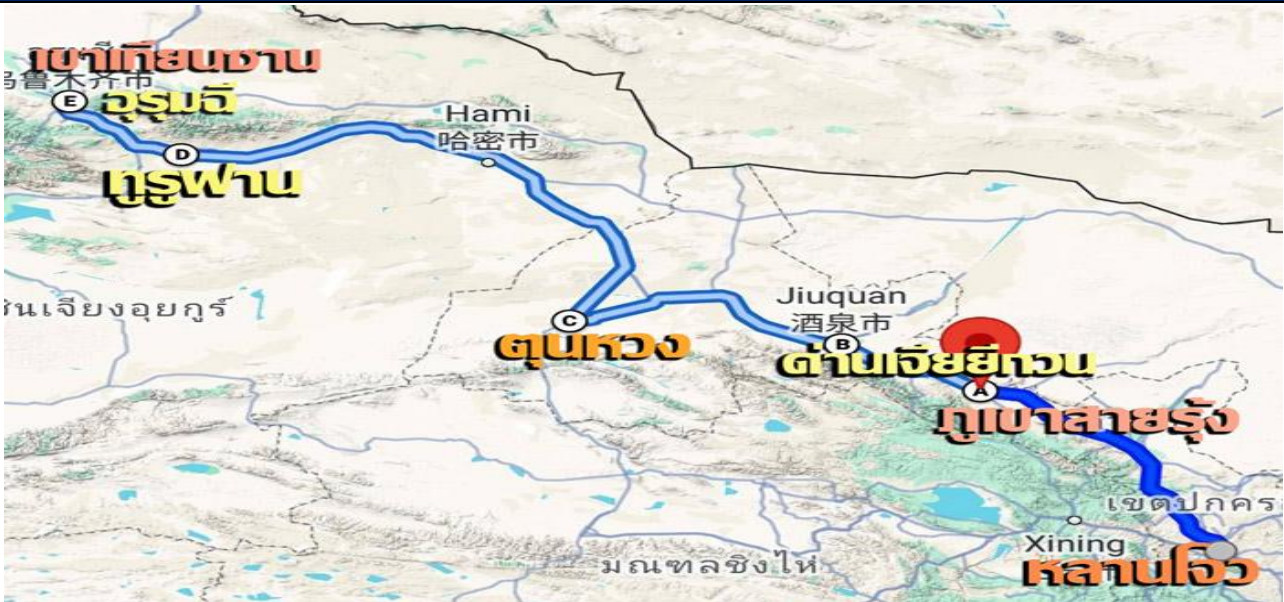 เขาเทียนซาน
乌鲁木齐市
E
อุรุมฉี
D
ทูรูฟาน
Hami
哈密市
ซินเจียงอุยกูร์
C
ตุนหวง
Jiuquan
酒泉市
B
ด่านเจียยี่กวน
A
ภูเขาสายรุ้ง
เขตปกคร
Xining
มณฑลชิงไห่
หลานโจว